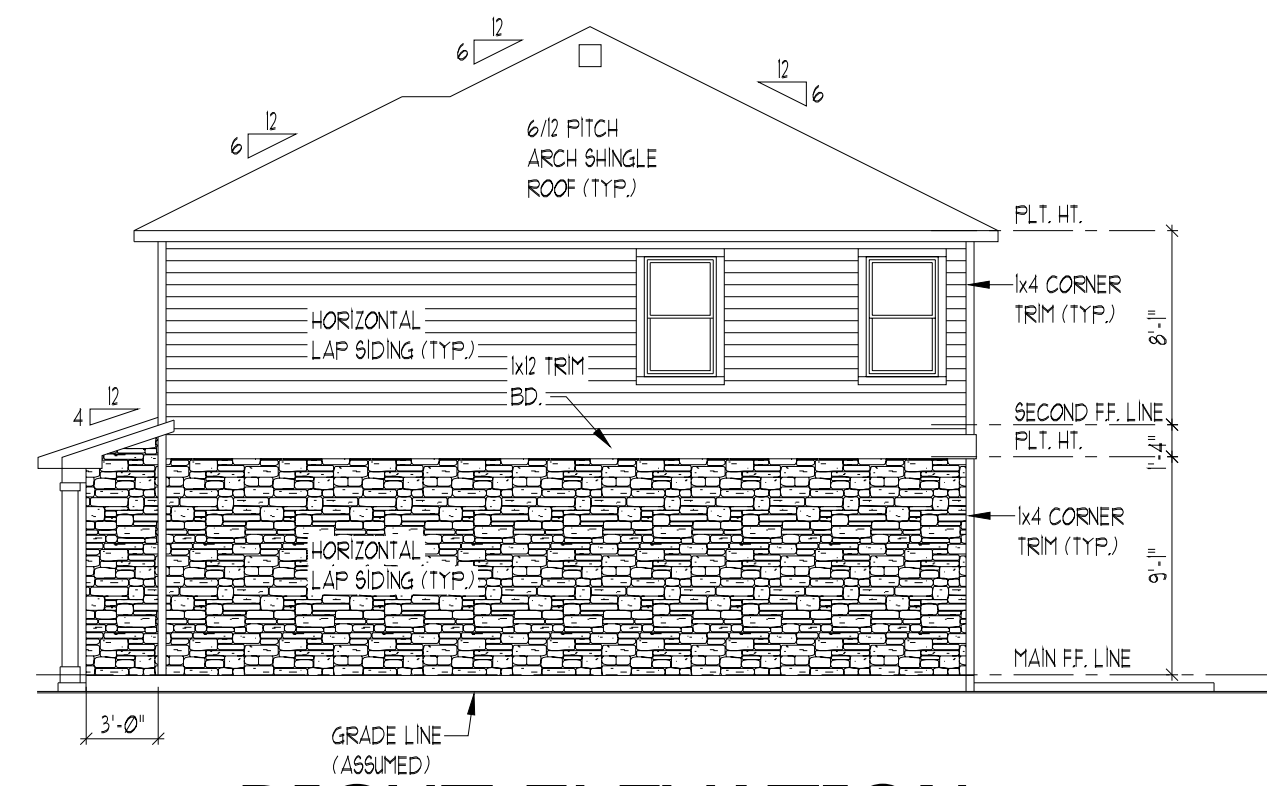 12
6
12
6
12
6
6/12 PITCH
ARCH SHINGLE
ROOF (TYP.)
PLT. HT.
1x4 CORNER
TRIM (TYP.)
8'-1"
HORIZONTAL
LAP SIDING (TYP.)
1x12 TRIM
BD.
12
4
SECOND F.F. LINE
PLT. HT.
1'-4"
1x4 CORNER
TRIM (TYP.)
HORIZONTAL
LAP SIDING (TYP.)
9'-1"
MAIN F.F. LINE
3'-0"
GRADE LINE
(ASSUMED)